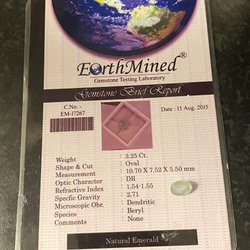 EarthMined®
Gemstone Testing Laboratory
Gemstone Brief Report
C.No. -
EM-17267
Date : 13 Aug. 2015
Weight : 3.25 Ct.
Shape & Cut : Oval
Measurement : 10.70 X 7.52 X 5.50 mm
Optic Character : DR
Refractive Index : 1.54-1.55
Specific Gravity : 2.71
Microscopic Obr. : Dendritic
Species : Beryl
Comments : None
Natural Emerald